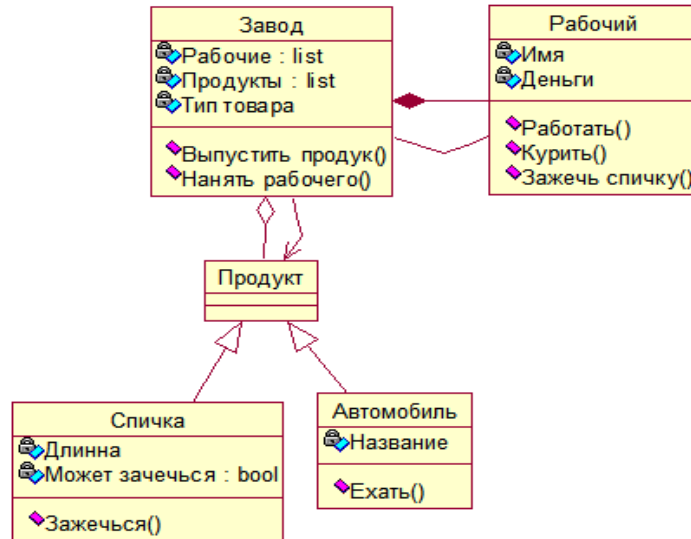 Завод
Рабочие : list
Продукты : list
Тип товара
Выпустить продук()
Нанять рабочего()
Рабочий
Имя
Деньги
Работать()
Курить()
Зажечь спичку()
Продукт
Спичка
Длинна
Может зачечься : bool
Зажечься()
Автомобиль
Название
Ехать()